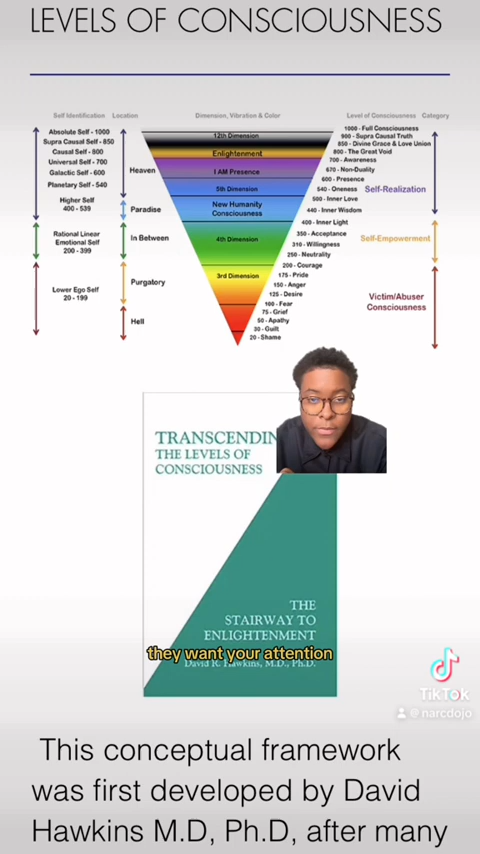 LEVELS OF CONSCIOUSNESS
Self Identification
Location
Dimension, Vibration & Color
Level of Consciousness
Category
Absolute Self - 1000
Supra Causal Self - 850
Causal Self - 800
Universal Self - 700
Galactic Self - 600
Planetary Self - 540
Higher Self
400 - 539
Rational Linear
Emotional Self
200 - 399
Lower Ego Self
20 - 199
Heaven
Paradise
In Between
Purgatory
Hell
12th Dimension
Enlightenment
I AM Presence
5th Dimension
New Humanity
Consciousness
4th Dimension
3rd Dimension
1000 - Full Consciousness
900 - Supra Causal Truth
850 - Divine Grace & Love Union
800 - The Great Void
700 - Awareness
670 - Non-Duality
600 - Presence
540 - Oneness
500 - Inner Love
440 - Inner Wisdom
400 - Inner Light
350 - Acceptance
310 - Willingness
250 - Neutrality
200 - Courage
175 - Pride
150 - Anger
125 - Desire
100 - Fear
75 - Grief
50 - Apathy
30 - Guilt
20 - Shame
Self-Realization
Self-Empowerment
Victim/Abuser
Consciousness
TRANSCENDIN
THE LEVELS OF
CONSCIOUSNESS
THE
STAIRWAY TO
ENLIGHTENMENT
they want your attention
David R. Hawkins, M.D., Ph.D.
TikTok
@narcdojo
This conceptual framework
was first developed by David
Hawkins M.D, Ph.D, after many